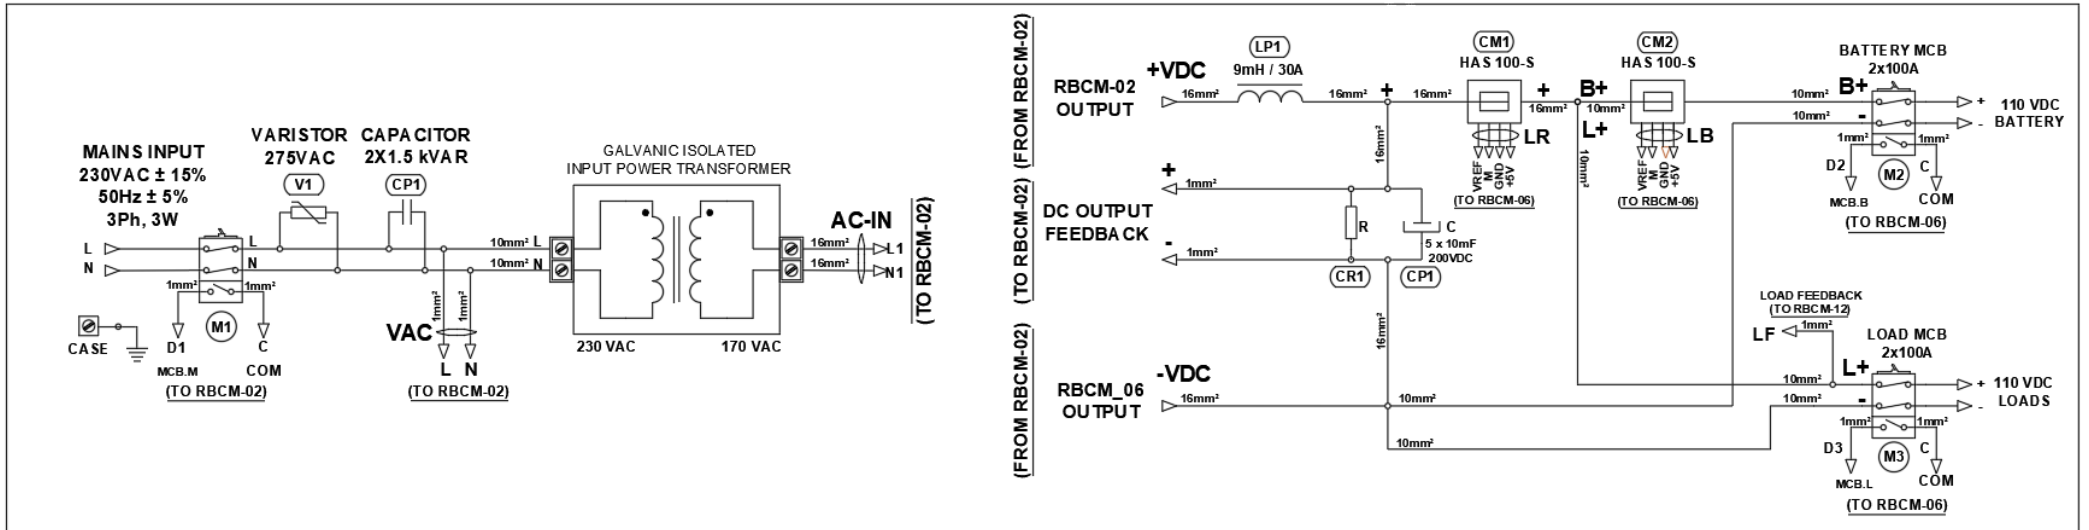 MAINS INPUT
230VAC ± 15%
50Hz ± 5%
3Ph, 3W
VARISTOR
275VAC
V1
CAPACITOR
2X1.5 kVAR
CP1
L
N
L
N
1mm²
1mm²
M1
D1
MCB.M
C
COM
(TO RBCM-02)
CASE
VAC
1mm²
1mm²
L N
(TO RBCM-02)
10mm² L
10mm² N
GALVANIC ISOLATED
INPUT POWER TRANSFORMER
230 VAC
170 VAC
16mm²
16mm²
AC-IN
L1
N1
(TO RBCM-02)
(FROM RBCM-02)
RBCM-02
OUTPUT
+VDC
16mm²
LP1
9mH / 30A
16mm²
+
16mm²
16mm²
CM1
HAS 100-S
VREF
M
GND
+5V
LR
(TO RBCM-06)
+
16mm²
B+
L+
10mm²
10mm²
CM2
HAS 100-S
VREF
M
GND
+5V
LB
(TO RBCM-06)
BATTERY MCB
2x100A
10mm²
B+
10mm²
-
1mm²
1mm²
D2
MCB.B
M2
C
COM
(TO RBCM-06)
+
-
110 VDC
BATTERY
(TO RBCM-02)
DC OUTPUT
FEEDBACK
+
1mm²
-
1mm²
R
CR1
C
5 x 10mF
200VDC
CP1
16mm²
(FROM RBCM-02)
RBCM_06
OUTPUT
-VDC
16mm²
10mm²
10mm²
LOAD FEEDBACK
(TO RBCM-12)
LF
1mm²
LOAD MCB
2x100A
10mm²
L+
10mm²
-
1mm²
1mm²
D3
MCB.L
M3
C
COM
(TO RBCM-06)
+
-
110 VDC
LOADS